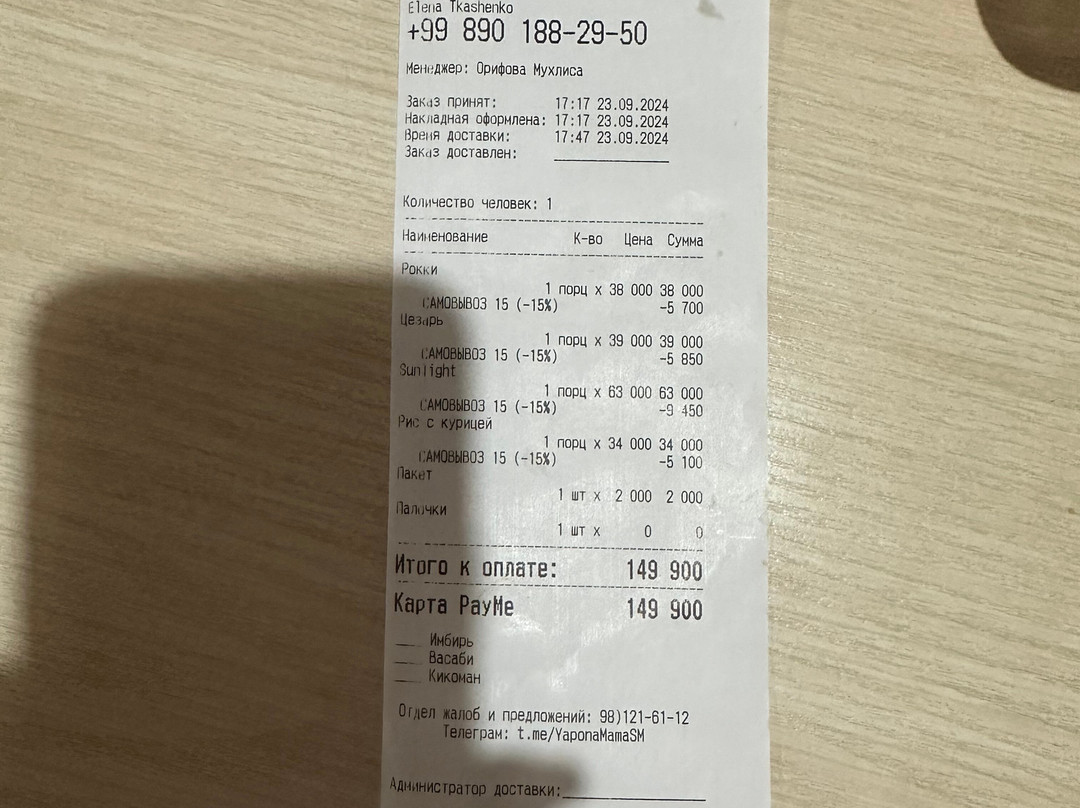 Elena Tkashenko
+99 890 188-29-50
Менеджер: Орифова Мухлиса
Заказ принят: 17:17 23.09.2024
Накладная оформлена: 17:17 23.09.2024
Время доставки: 17:47 23.09.2024
Заказ доставлен: ____________
Количество человек: 1
Наименование К-во Цена Сумма
Рокки
1 порц x 38 000 38 000
САМОВЫВОЗ 15 (-15%) -5 700
Цезарь
1 порц x 39 000 39 000
САМОВЫВОЗ 15 (-15%) -5 850
Sunlight
1 порц x 63 000 63 000
САМОВЫВОЗ 15 (-15%) -9 450
Рис с курицей
1 порц x 34 000 34 000
САМОВЫВОЗ 15 (-15%) -5 100
Пакет
1 шт x 2 000 2 000
Палочки
1 шт x 0 0
Итого к оплате: 149 900
Карта PayMe 149 900
___ Имбирь
___ Васаби
___ Кикоман
Отдел жалоб и предложений: 98)121-61-12
Телеграм: t.me/YaponaMamaSM
Администратор доставки:_______________